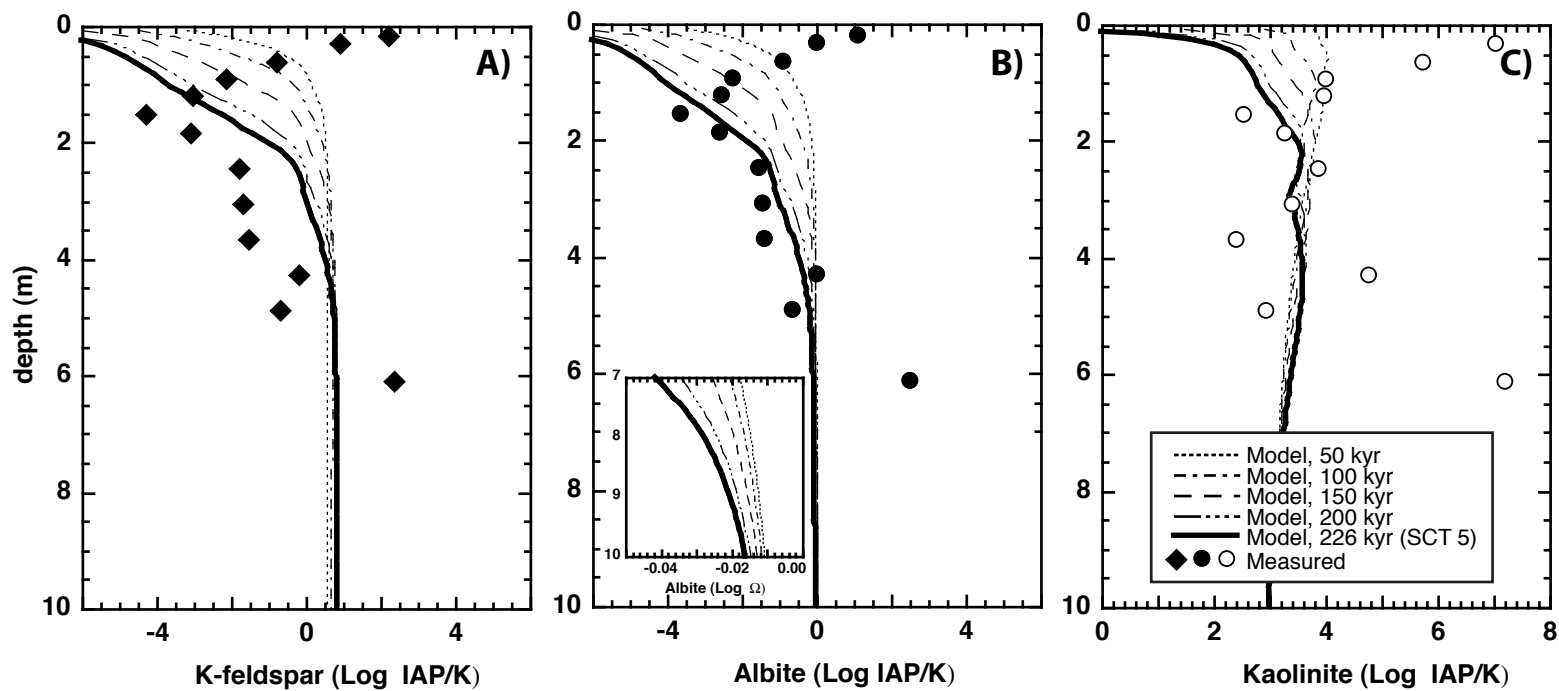 0
2
4
6
8
10
depth (m)
A)
-4
0
4
K-feldspar (Log IAP/K)
0
2
4
6
8
10
B)
7
8
9
10
-0.04
-0.02
0.00
Albite (Log Ω)
-4
0
4
Albite (Log IAP/K)
0
2
4
6
8
10
C)
Model, 50 kyr
Model, 100 kyr
Model, 150 kyr
Model, 200 kyr
Model, 226 kyr (SCT 5)
Measured
0
2
4
6
8
Kaolinite (Log IAP/K)